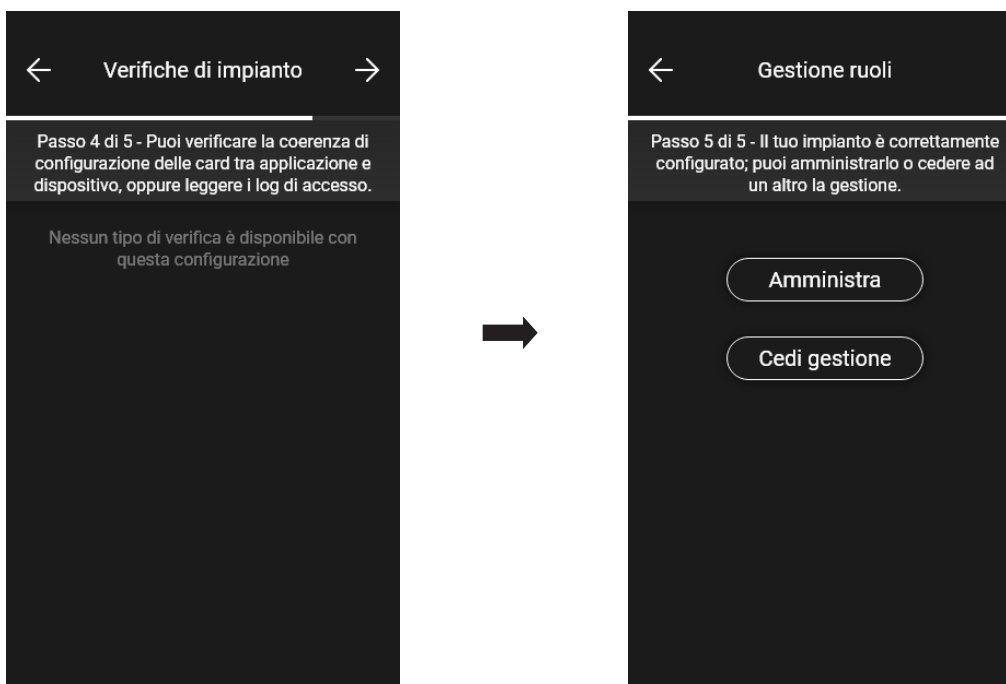 Verifiche di impianto
Passo 4 di 5 - Puoi verificare la coerenza di
configurazione delle card tra applicazione e
dispositivo, oppure leggere i log di accesso.
Nessun tipo di verifica è disponibile con
questa configurazione
Gestione ruoli
Passo 5 di 5 - Il tuo impianto è correttamente
configurato; puoi amministrarlo o cedere ad
un altro la gestione.
Amministra
Cedi gestione